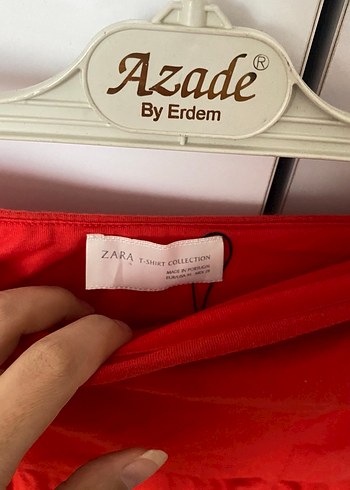 Azade®
By Erdem
ZARA T-SHIRT COLLECTION
MADE IN PORTUGAL